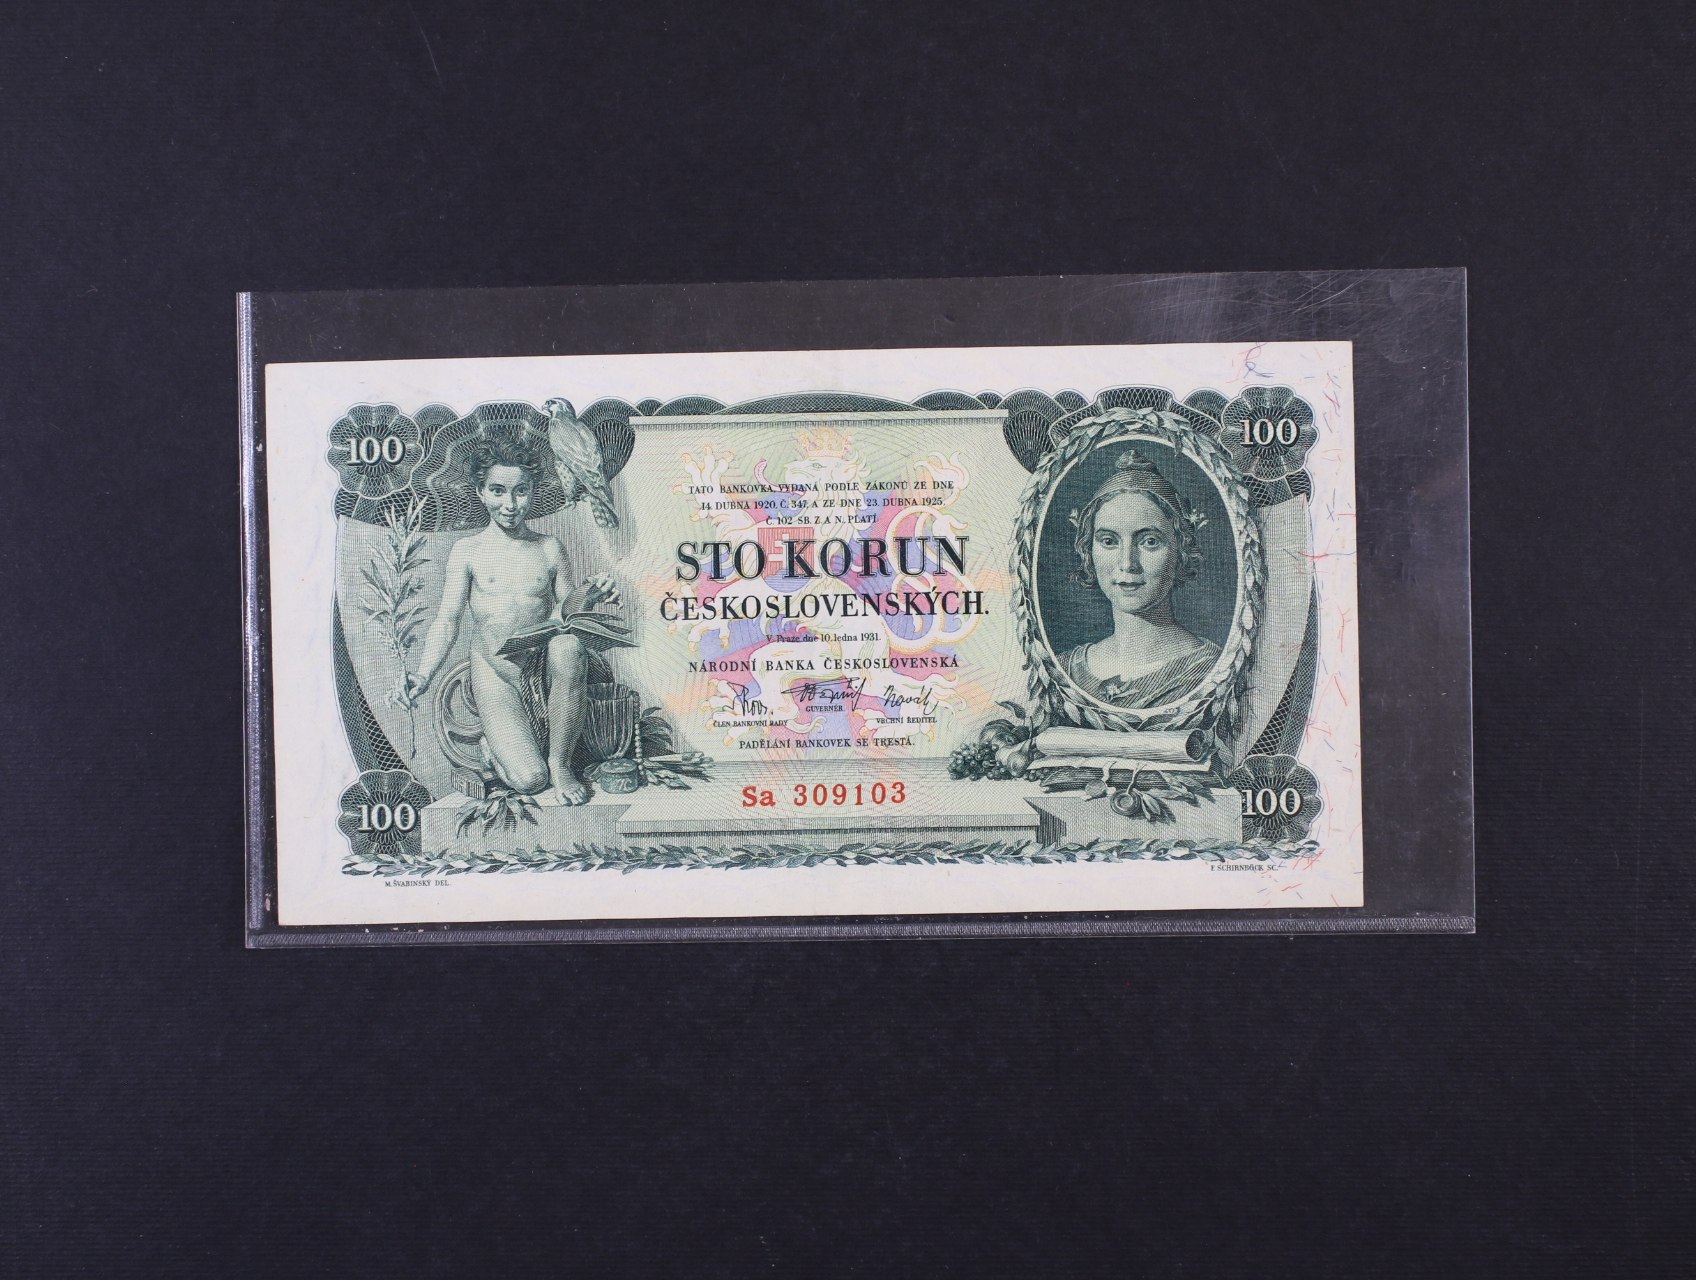 100
100
TATO BANKOVKA, VYDANÁ PODLE ZÁKONŮ ZE DNE
14. DUBNA 1920, Č. 347, A ZE DNE 23. DUBNA 1925,
Č. 102 SB. Z. A N. PLATÍ
STO KORUN
ČESKOSLOVENSKÝCH.
V Praze dne 10. ledna 1931.
NÁRODNÍ BANKA ČESKOSLOVENSKÁ
ČLEN BANKOVNÍ RADY
GUVERNÉR
VRCHNÍ ŘEDITEL
PADĚLÁNÍ BANKOVEK SE TRESTÁ.
Sa 309103
100
100
M. ŠVABINSKÝ DEL.
F. SCHIRNBÖCK SC.